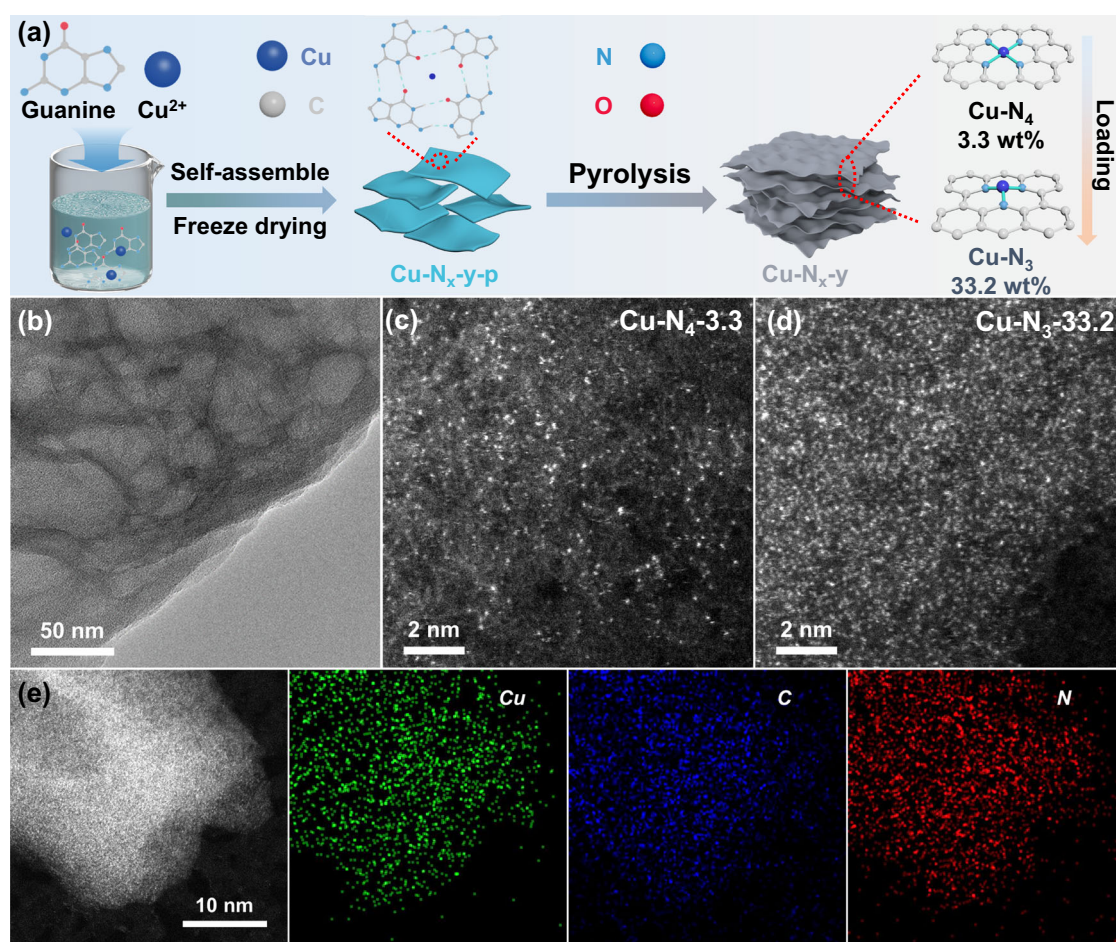 (a)
Guanine
Cu²⁺
Cu
C
N
O
Self-assemble
Freeze drying
Cu-Nₓ-y-p
Pyrolysis
Cu-Nₓ-y
Cu-N₄
3.3 wt%
Cu-N₃
33.2 wt%
Loading
(b)
50 nm
(c)
Cu-N₄-3.3
2 nm
(d)
Cu-N₃-33.2
2 nm
(e)
10 nm
Cu
C
N